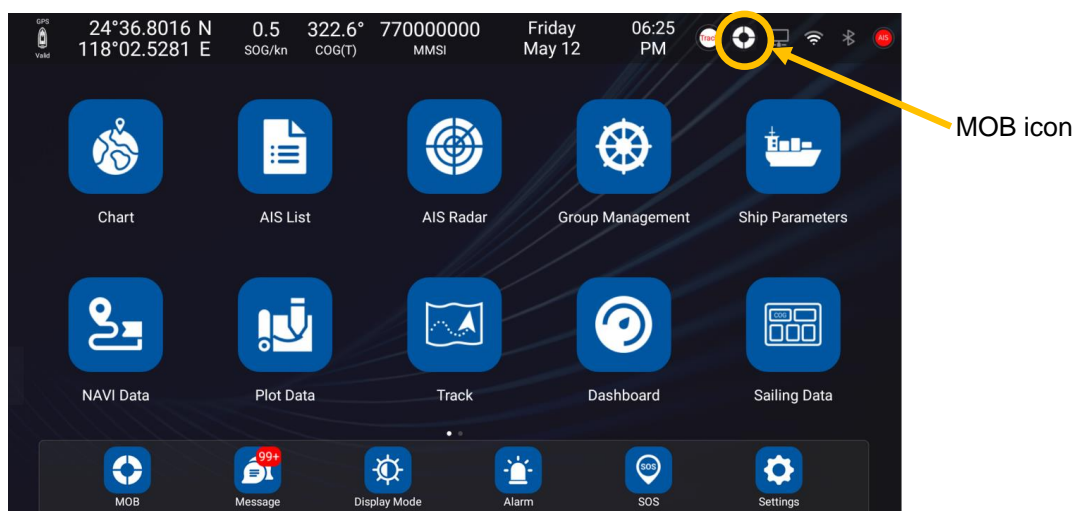 GPS
Valid
24°36.8016 N
118°02.5281 E
0.5
SOG/kn
322.6°
COG(T)
770000000
MMSI
Friday
May 12
06:25
PM
Trac
AIS
MOB icon
Chart
AIS List
AIS Radar
Group Management
Ship Parameters
COG
NAVI Data
Plot Data
Track
Dashboard
Sailing Data
99+
SOS
MOB
Message
Display Mode
Alarm
SOS
Settings